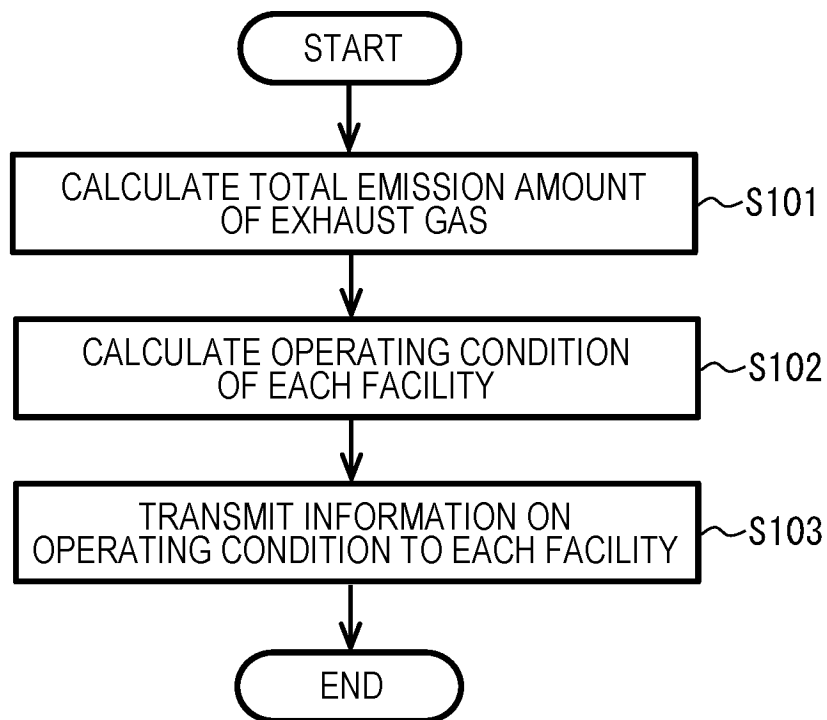 START
CALCULATE TOTAL EMISSION AMOUNT
OF EXHAUST GAS
S101
CALCULATE OPERATING CONDITION
OF EACH FACILITY
S102
TRANSMIT INFORMATION ON
OPERATING CONDITION TO EACH FACILITY
S103
END